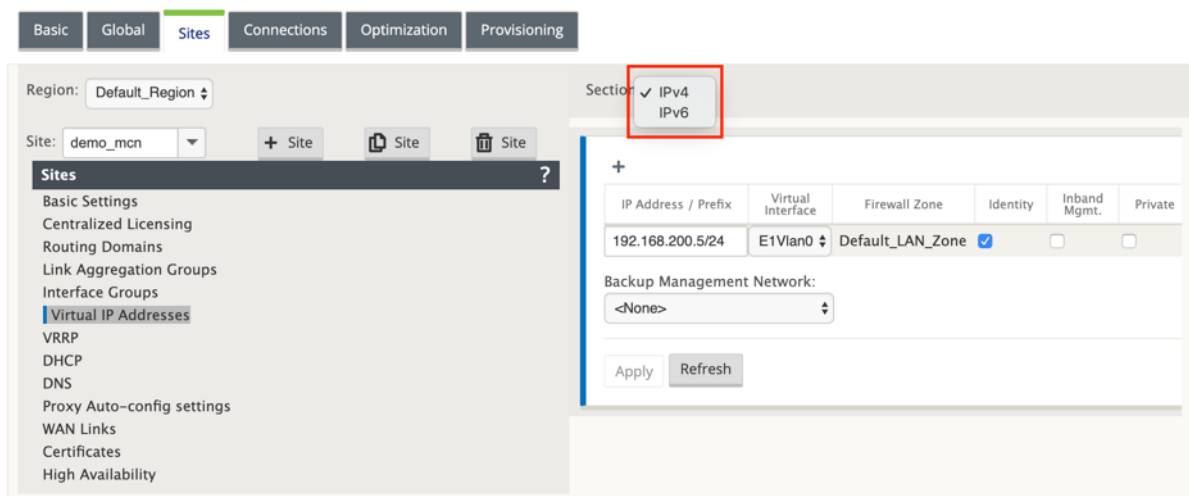 Basic Global Sites Connections Optimization Provisioning
Region: Default_Region
Site: demo_mcn + Site Site Site
Sites ?
Basic Settings
Centralized Licensing
Routing Domains
Link Aggregation Groups
Interface Groups
Virtual IP Addresses
VRRP
DHCP
DNS
Proxy Auto-config settings
WAN Links
Certificates
High Availability
Section ✓ IPv4
IPv6
+
IP Address / Prefix Virtual Interface Firewall Zone Identity Inband Mgmt. Private
192.168.200.5/24 E1Vlan0 Default_LAN_Zone
Backup Management Network:
<None>
Apply Refresh